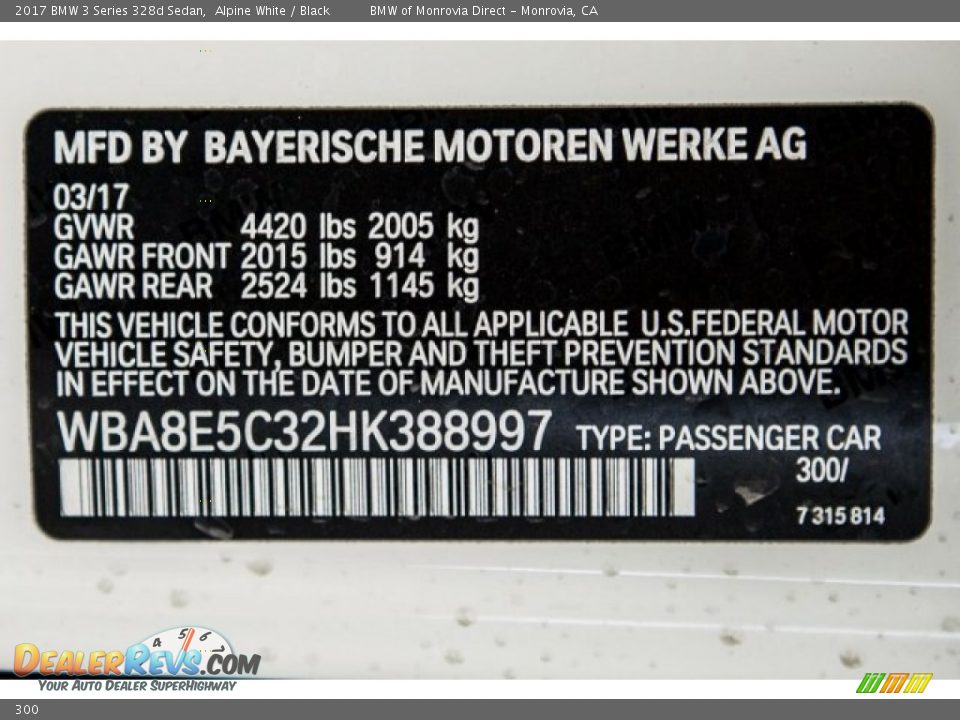 2017 BMW 3 Series 328d Sedan, Alpine White / Black BMW of Monrovia Direct - Monrovia, CA
MFD BY BAYERISCHE MOTOREN WERKE AG
03/17
GVWR 4420 lbs 2005 kg
GAWR FRONT 2015 lbs 914 kg
GAWR REAR 2524 lbs 1145 kg
THIS VEHICLE CONFORMS TO ALL APPLICABLE U.S.FEDERAL MOTOR
VEHICLE SAFETY, BUMPER AND THEFT PREVENTION STANDARDS
IN EFFECT ON THE DATE OF MANUFACTURE SHOWN ABOVE.
WBA8E5C32HK388997 TYPE: PASSENGER CAR
300/
7 315 814
4 5 6 7
DEALERREVS.COM
YOUR AUTO DEALER SUPERHIGHWAY
300